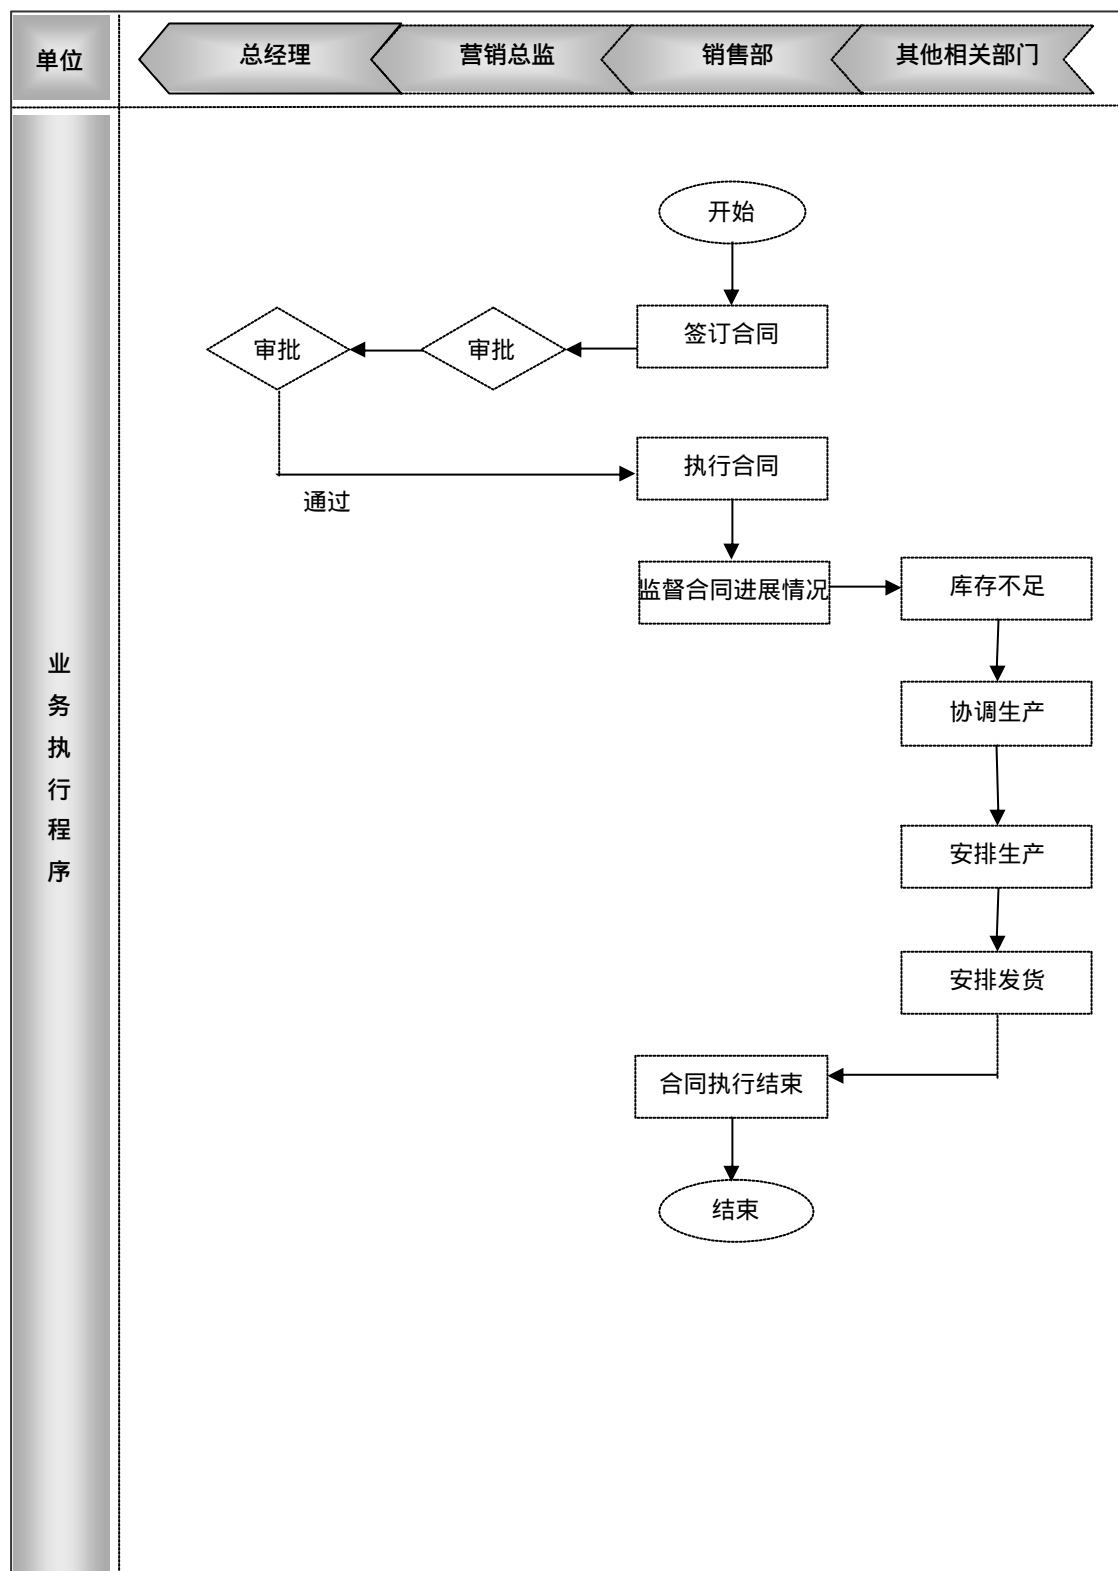 单位
总经理
营销总监
销售部
其他相关部门
业
务
执
行
程
序
开始
签订合同
审批
审批
执行合同
通过
监督合同进展情况
库存不足
协调生产
安排生产
安排发货
合同执行结束
结束